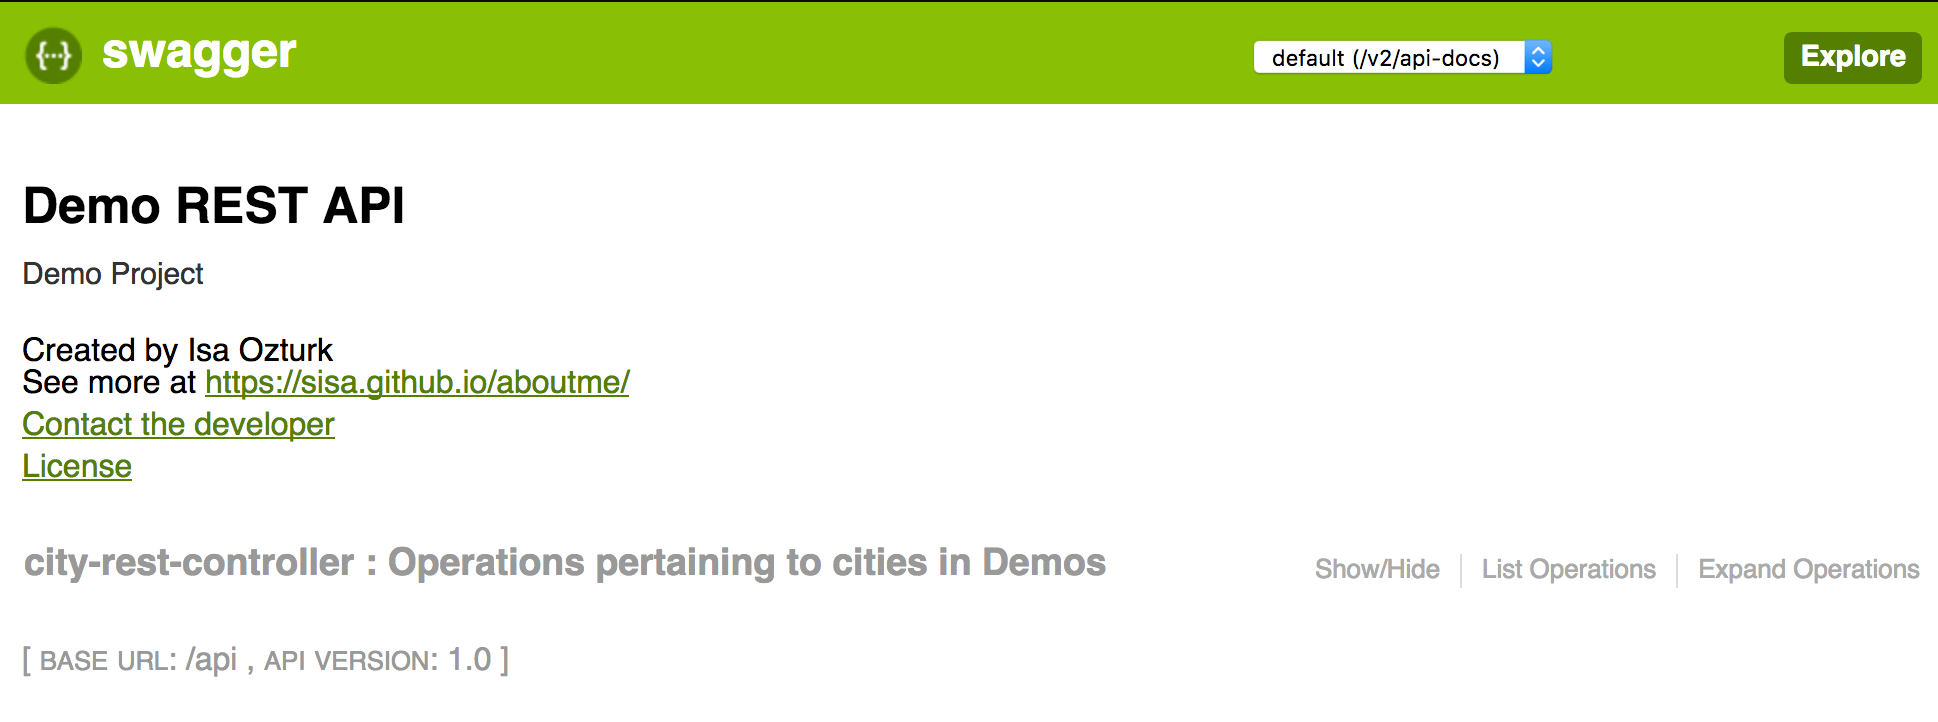 {···} swagger default (/v2/api-docs) Explore
Demo REST API
Demo Project
Created by Isa Ozturk
See more at https://sisa.github.io/aboutme/
Contact the developer
License
city-rest-controller : Operations pertaining to cities in Demos Show/Hide List Operations Expand Operations
[ BASE URL: /api , API VERSION: 1.0 ]